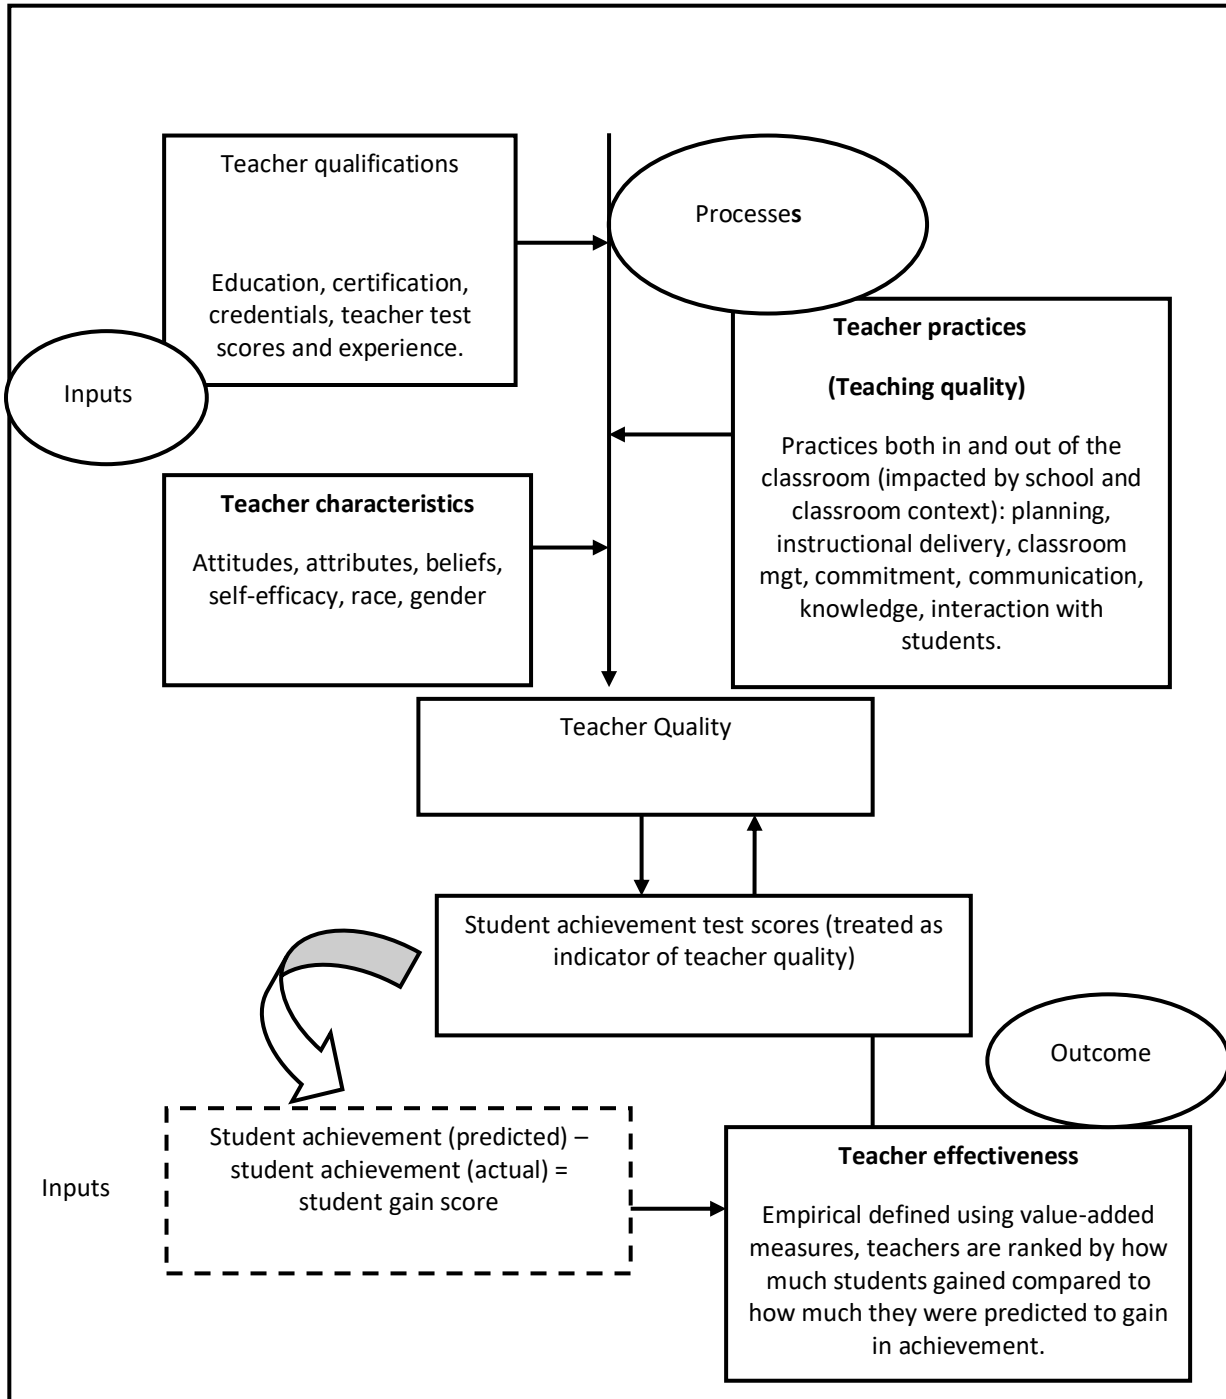 Teacher qualifications
Education, certification,
credentials, teacher test
scores and experience.
Processes
Inputs
Teacher practices
(Teaching quality)
Practices both in and out of the
classroom (impacted by school and
classroom context): planning,
instructional delivery, classroom
mgt, commitment, communication,
knowledge, interaction with
students.
Teacher characteristics
Attitudes, attributes, beliefs,
self-efficacy, race, gender
Teacher Quality
Student achievement test scores (treated as
indicator of teacher quality)
Outcome
Inputs
Student achievement (predicted) –
student achievement (actual) =
student gain score
Teacher effectiveness
Empirical defined using value-added
measures, teachers are ranked by how
much students gained compared to
how much they were predicted to gain
in achievement.